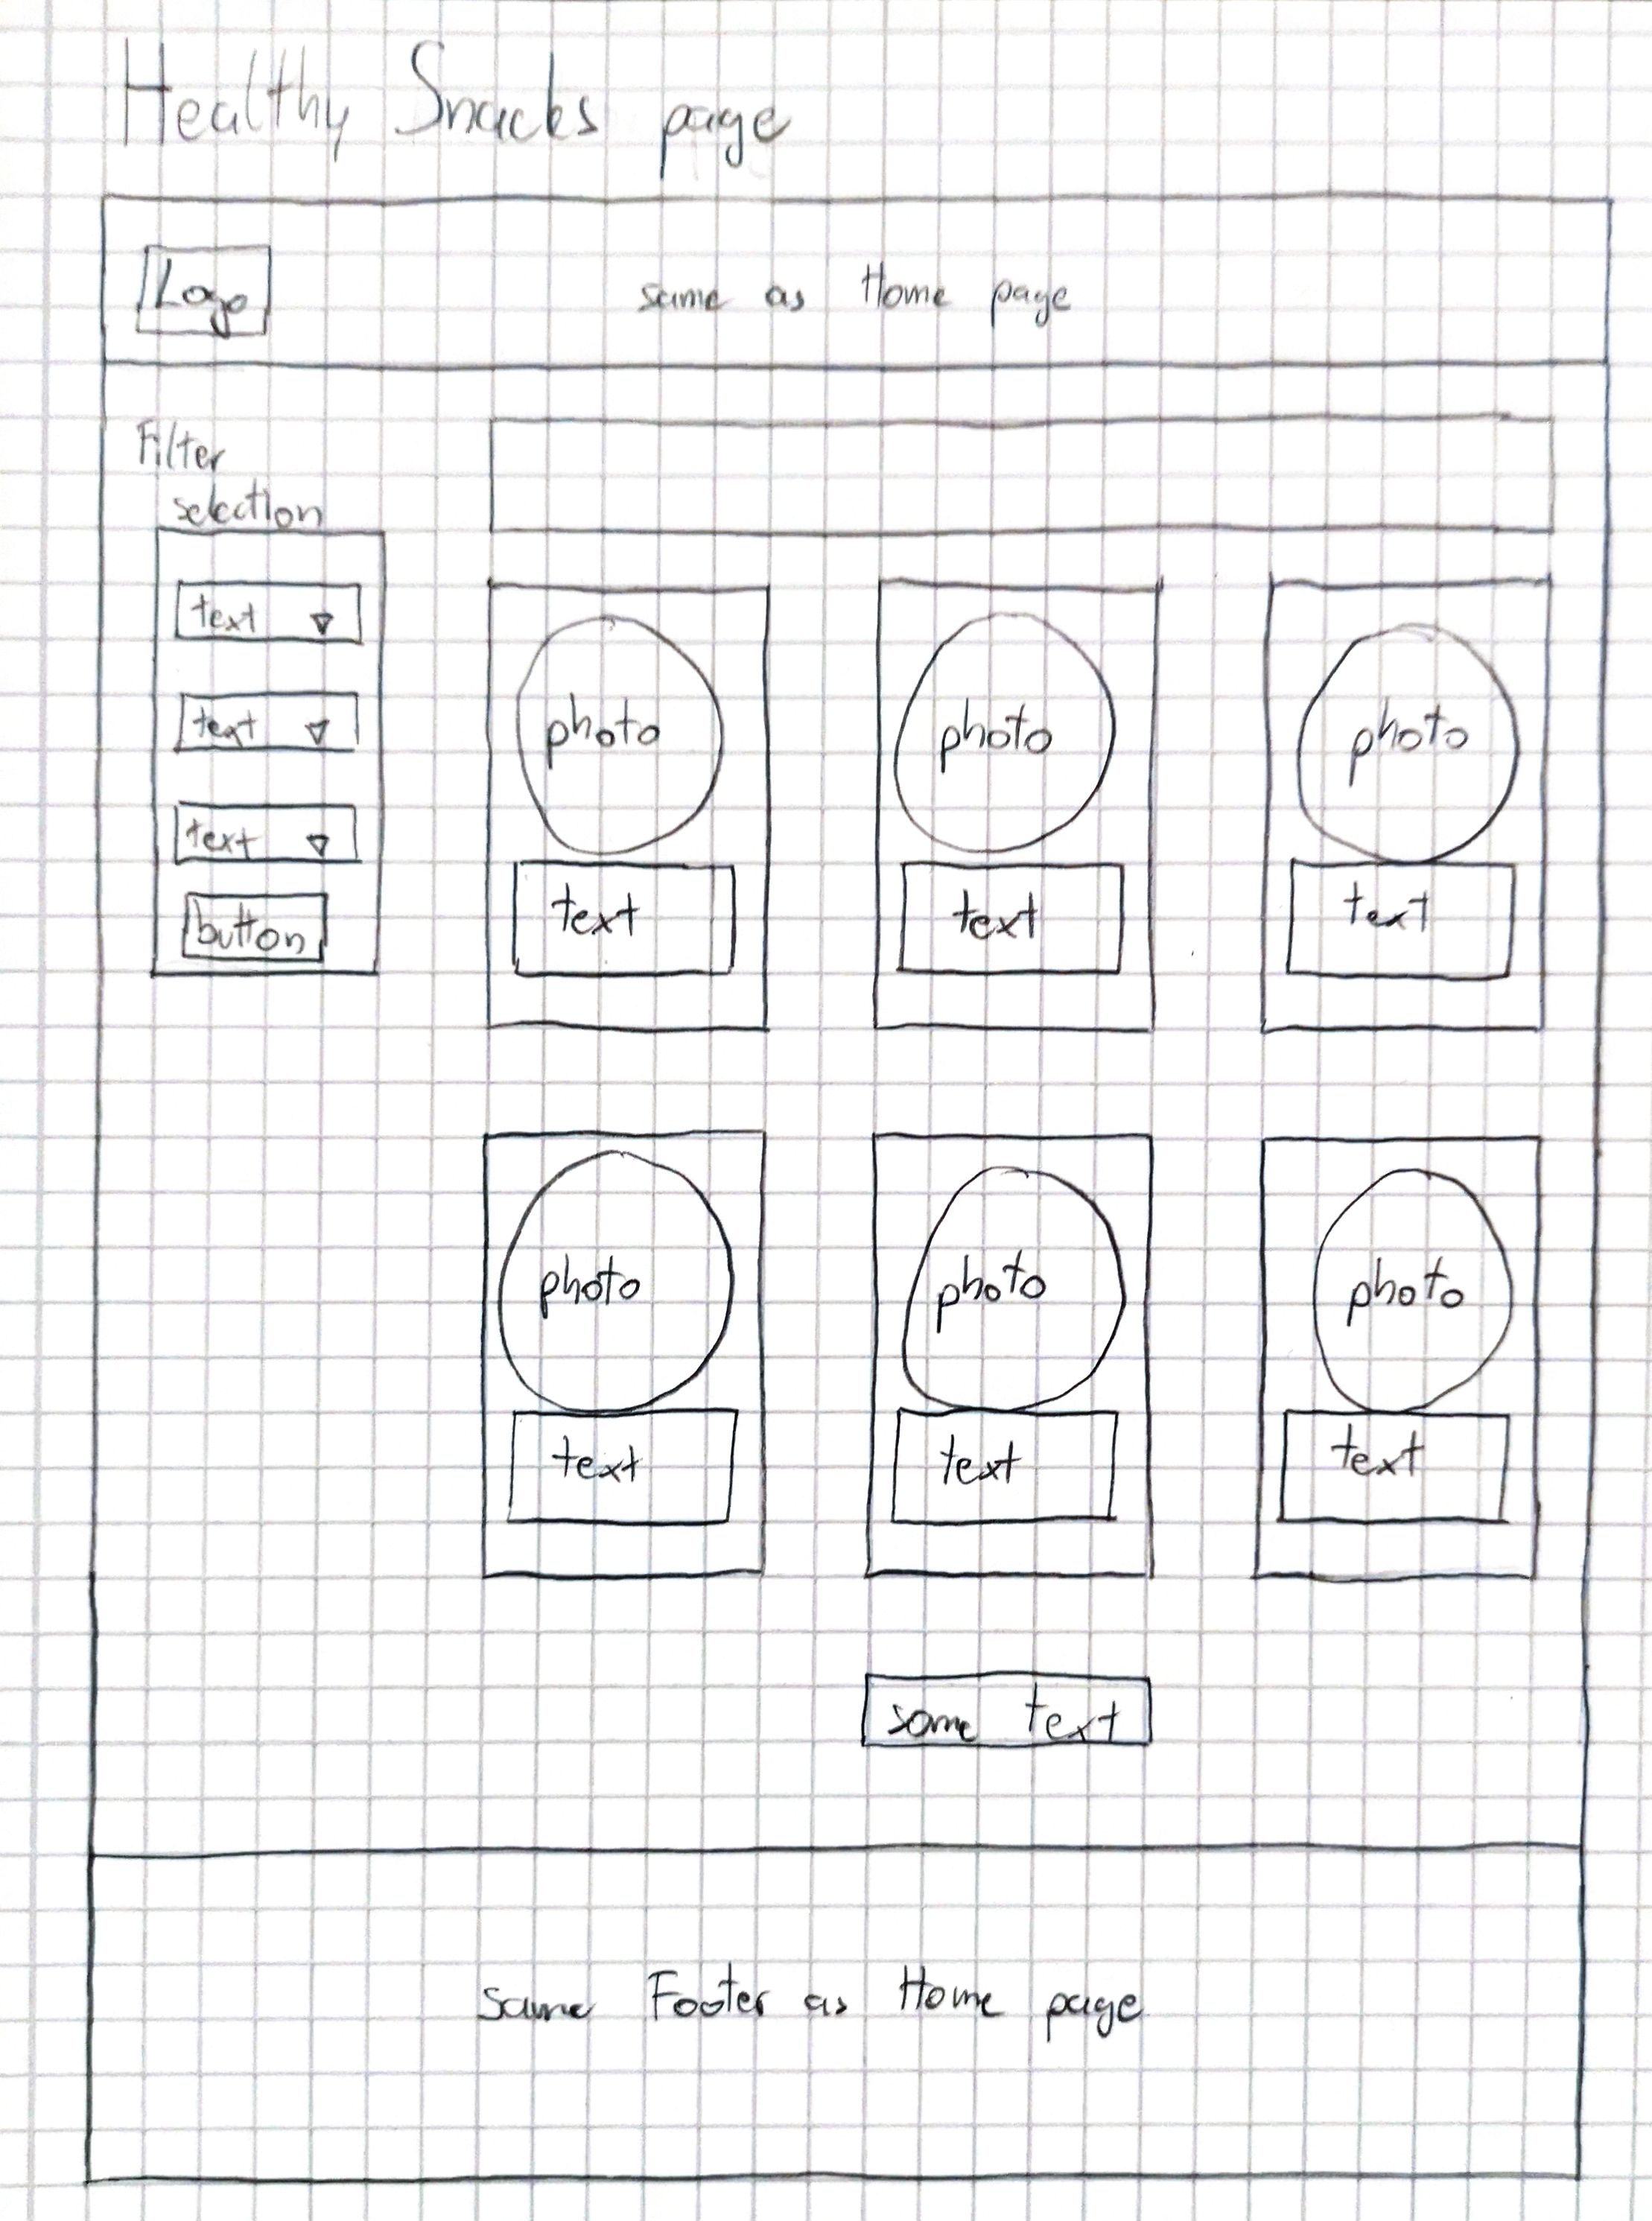 Healthy Snacks page
Logo
same as Home page
Filter
selection
text
text
text
button
photo photo photo
text text text
photo photo photo
text text text
some text
same Footer as Home page